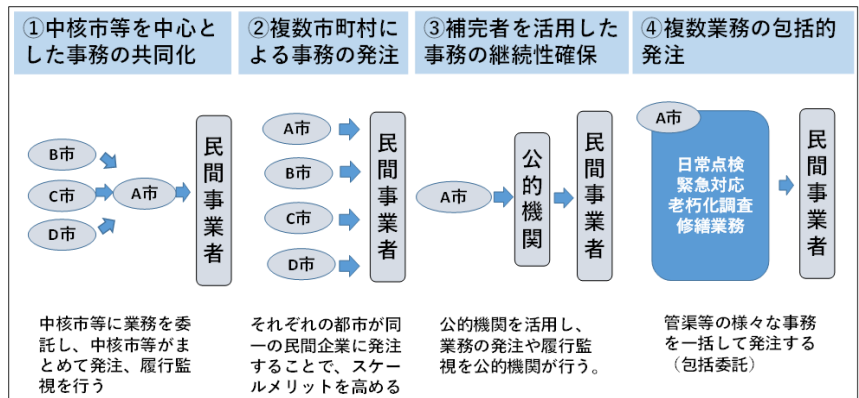 ①中核市等を中心と
した事務の共同化
②複数市町村
による事務の発注
③補完者を活用した
事務の継続性確保
④複数業務の包括的
発注
B市
C市
D市
A市
民間事業者
A市
B市
C市
D市
民間事業者
A市
公的機関
民間事業者
A市
日常点検
緊急対応
老朽化調査
修繕業務
民間事業者
中核市等に業務を委
託し、中核市等がま
とめて発注、履行監
視を行う
それぞれの都市が同
一の民間企業に発注
することで、スケー
ルメリットを高める
公的機関を活用し、
業務の発注や履行監
視を公的機関が行う。
管渠等の様々な事務
を一括して発注する
（包括委託）